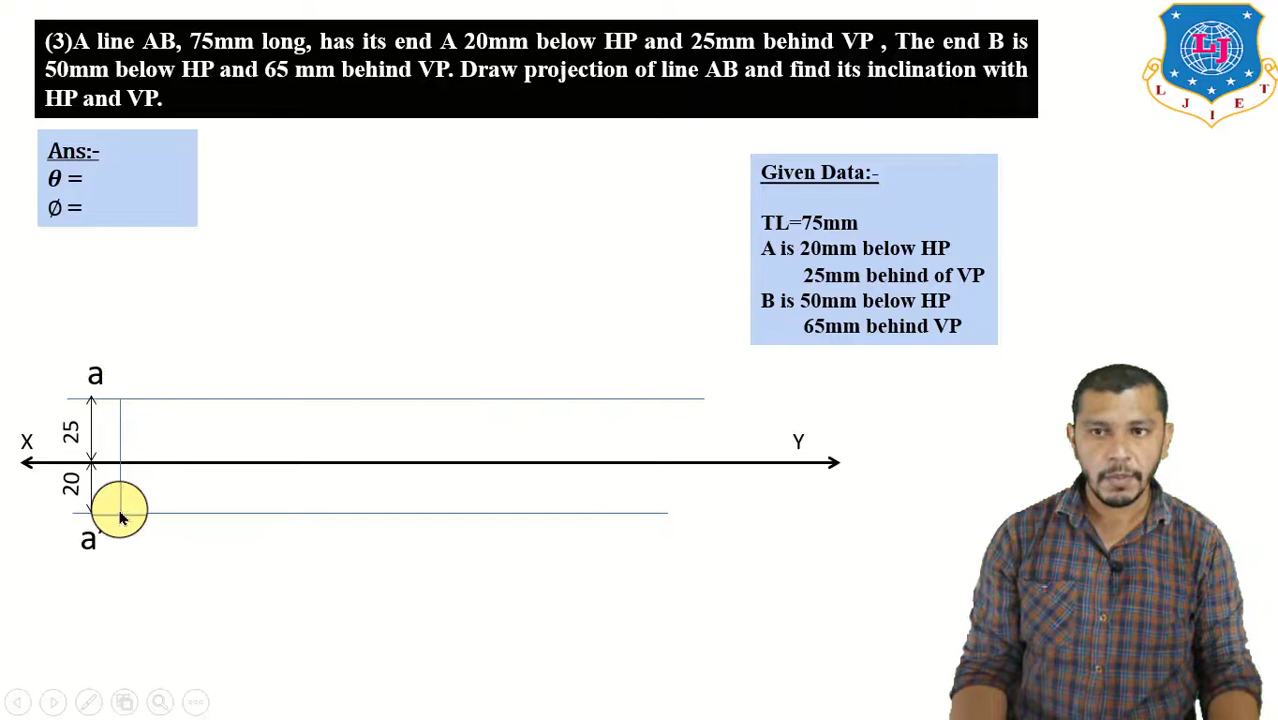 (3)A line AB, 75mm long, has its end A 20mm below HP and 25mm behind VP , The end B is
50mm below HP and 65 mm behind VP. Draw projection of line AB and find its inclination with
HP and VP.
Ans:-
θ =
∅ =
Given Data:-
TL=75mm
A is 20mm below HP
25mm behind of VP
B is 50mm below HP
65mm behind VP
a
25
X
Y
20
a'
LJ
L J I E T